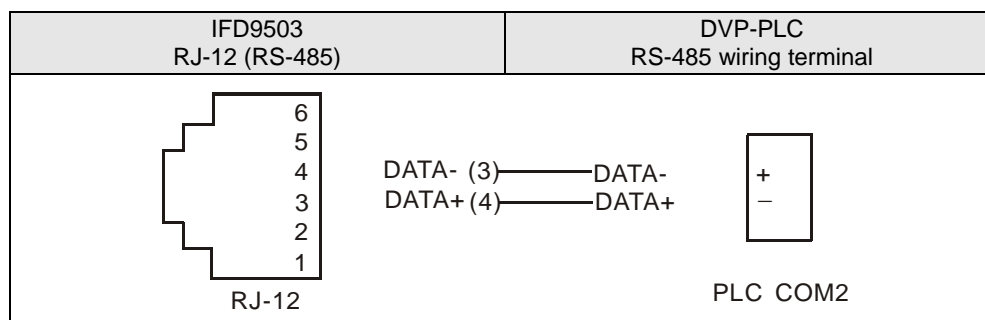 IFD9503
RJ-12 (RS-485)
DVP-PLC
RS-485 wiring terminal
6
5
4
3
2
1
RJ-12
DATA- (3) DATA-
DATA+ (4) DATA+
+
−
PLC COM2